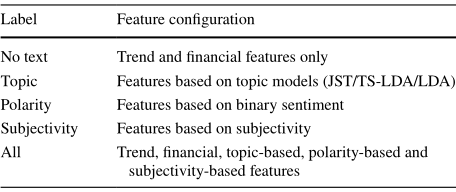 Label Feature configuration
No text Trend and financial features only
Topic Features based on topic models (JST/TS-LDA/LDA)
Polarity Features based on binary sentiment
Subjectivity Features based on subjectivity
All Trend, financial, topic-based, polarity-based and
subjectivity-based features